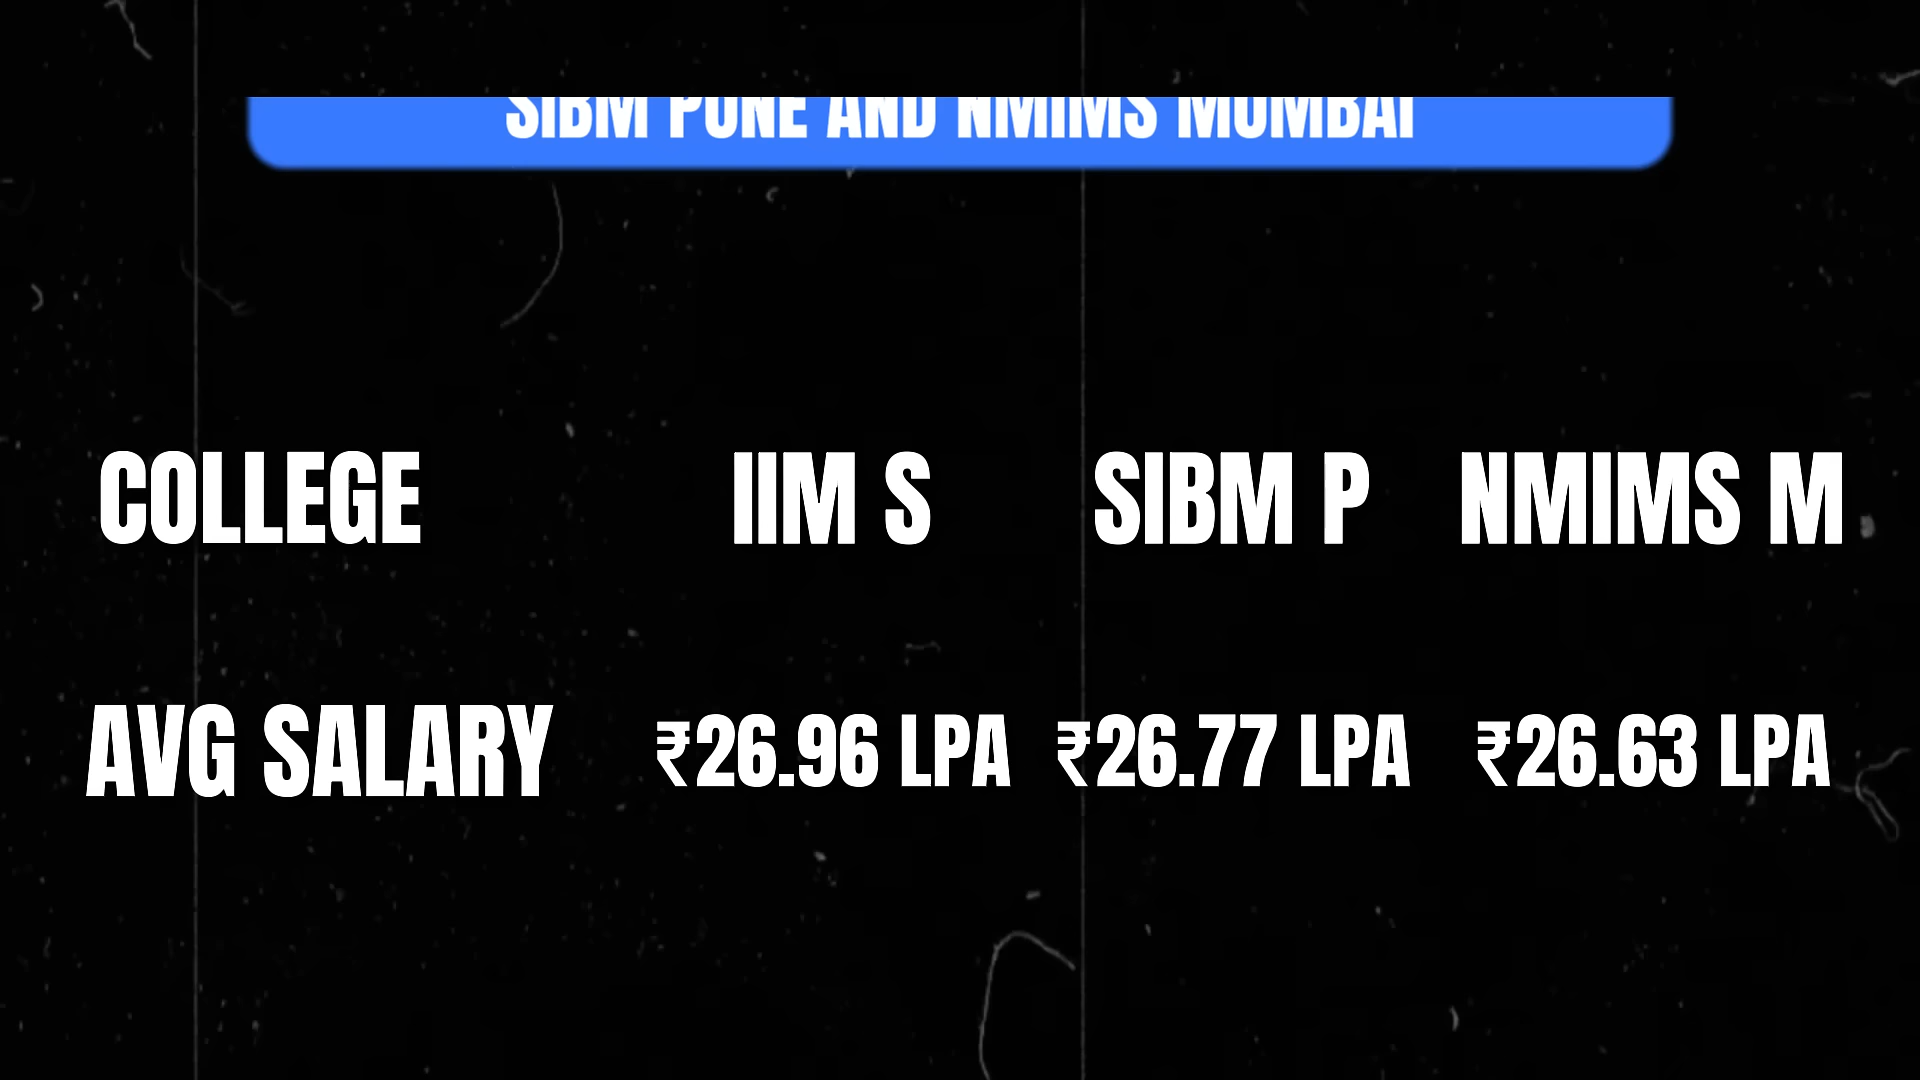 SIBM PUNE AND NMIMS MUMBAI
COLLEGE IIM S SIBM P NMIMS M
AVG SALARY ₹26.96 LPA ₹26.77 LPA ₹26.63 LPA